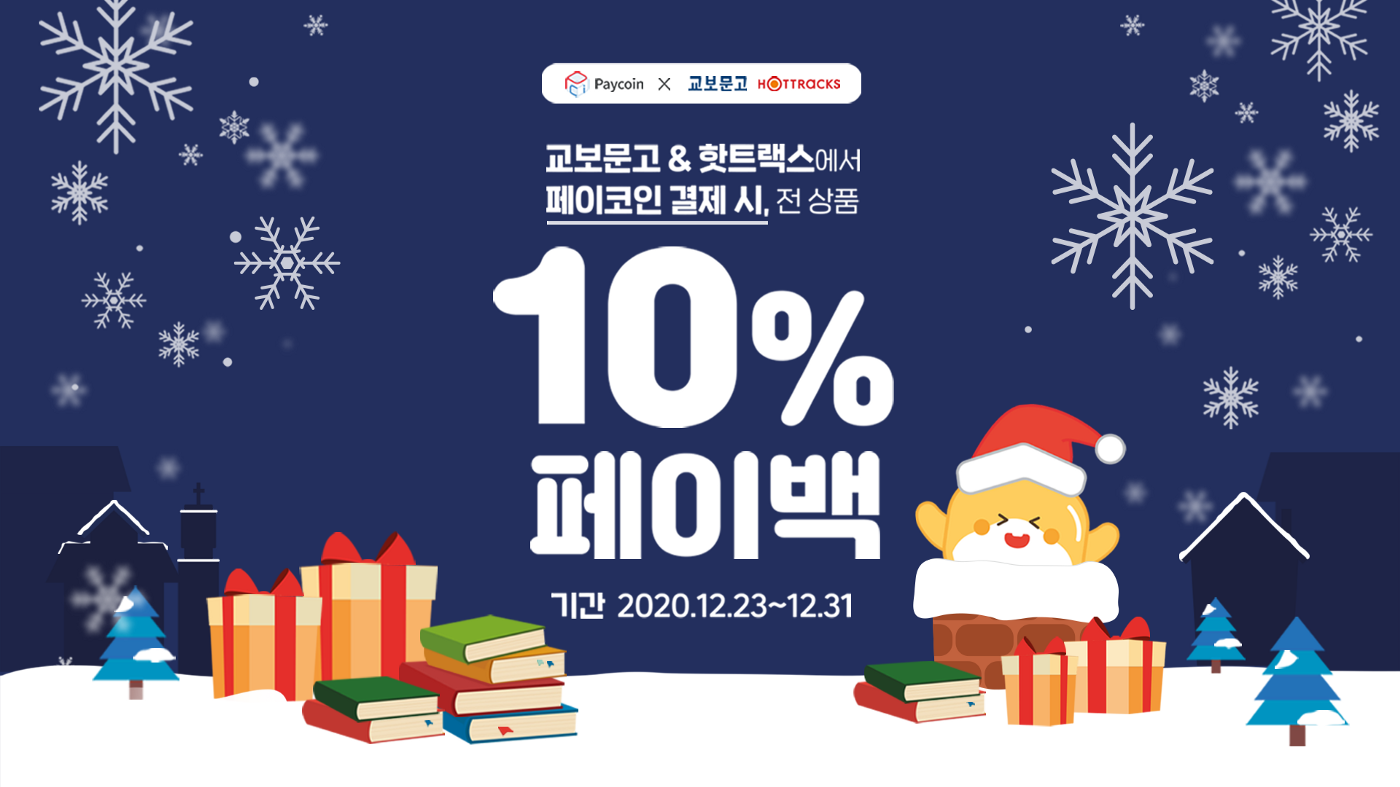 Paycoin X 교보문고 HOTTRACKS
교보문고 & 핫트랙스에서
페이코인 결제 시, 전 상품
10%
페이백
기간 2020.12.23~12.31